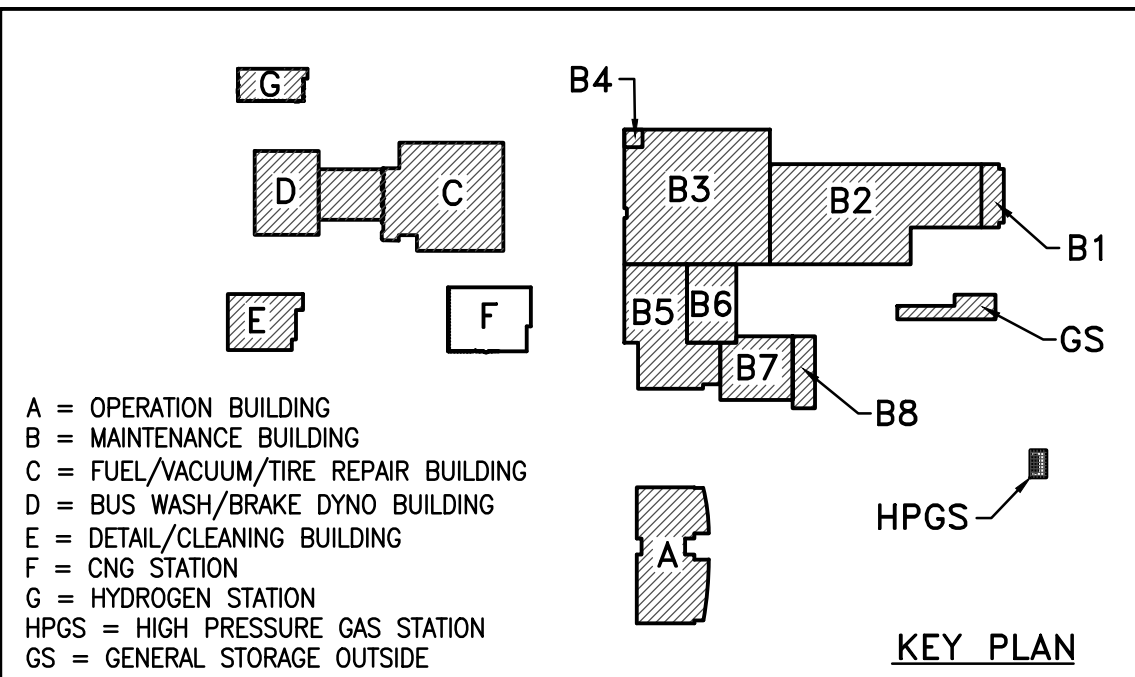 G
B4
D
C
B3
B2
B1
E
F
B5
B6
GS
B7
B8
HPGS
A
A = OPERATION BUILDING
B = MAINTENANCE BUILDING
C = FUEL/VACUUM/TIRE REPAIR BUILDING
D = BUS WASH/BRAKE DYNO BUILDING
E = DETAIL/CLEANING BUILDING
F = CNG STATION
G = HYDROGEN STATION
HPGS = HIGH PRESSURE GAS STATION
GS = GENERAL STORAGE OUTSIDE
KEY PLAN